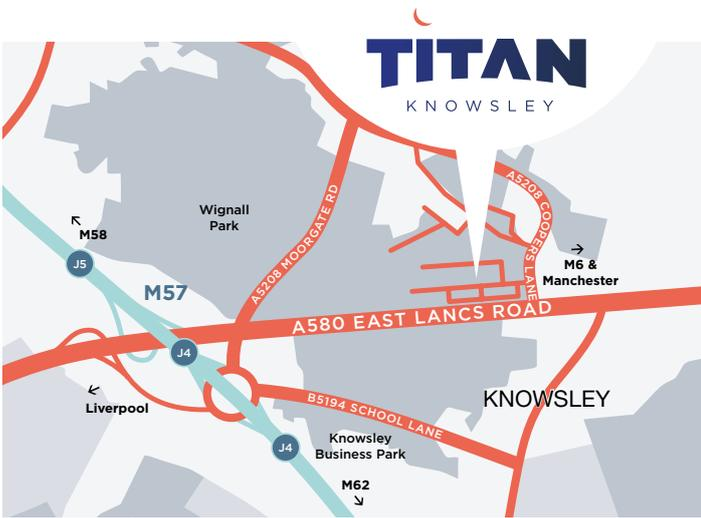 TITAN
KNOWSLEY
A5208 COOPERS LANE
A5208 MOORGATE RD
Wignall
Park
M58
J5
M57
M6 &
Manchester
A580 EAST LANCS ROAD
J4
Liverpool
B5194 SCHOOL LANE
KNOWSLEY
Knowsley
Business Park
J4
M62